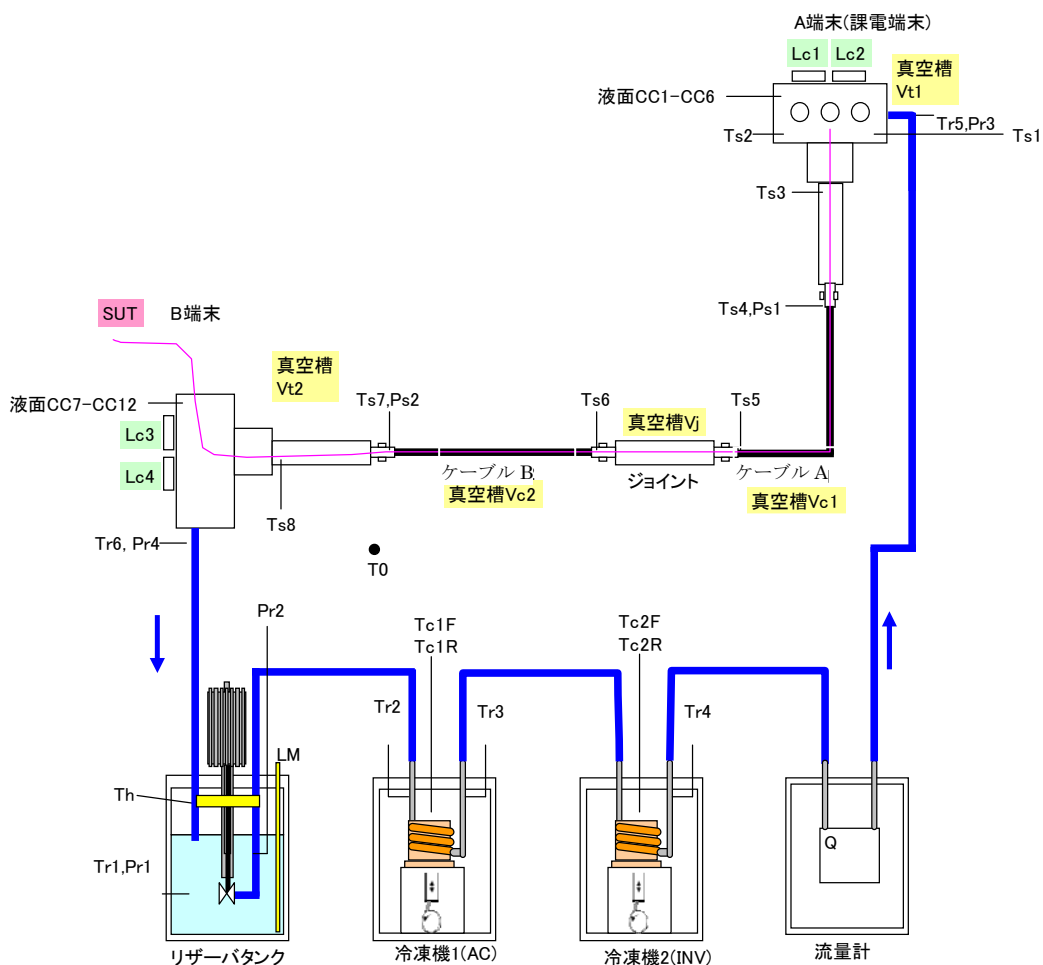 A端末(課電端末)
Lc1
Lc2
真空槽
Vt1
液面CC1-CC6
Tr5,Pr3
Ts2
Ts1
Ts3
Ts4,Ps1
SUT
B端末
真空槽
Vt2
液面CC7-CC12
Ts7,Ps2
Ts6
真空槽Vj
Ts5
Lc3
Lc4
ケーブル B
真空槽Vc2
ジョイント
ケーブル A
真空槽Vc1
Ts8
Tr6, Pr4
T0
Pr2
Tc1F
Tc1R
Tc2F
Tc2R
Tr2
Tr3
Tr4
LM
Th
Tr1,Pr1
Q
リザーバタンク
冷凍機1(AC)
冷凍機2(INV)
流量計